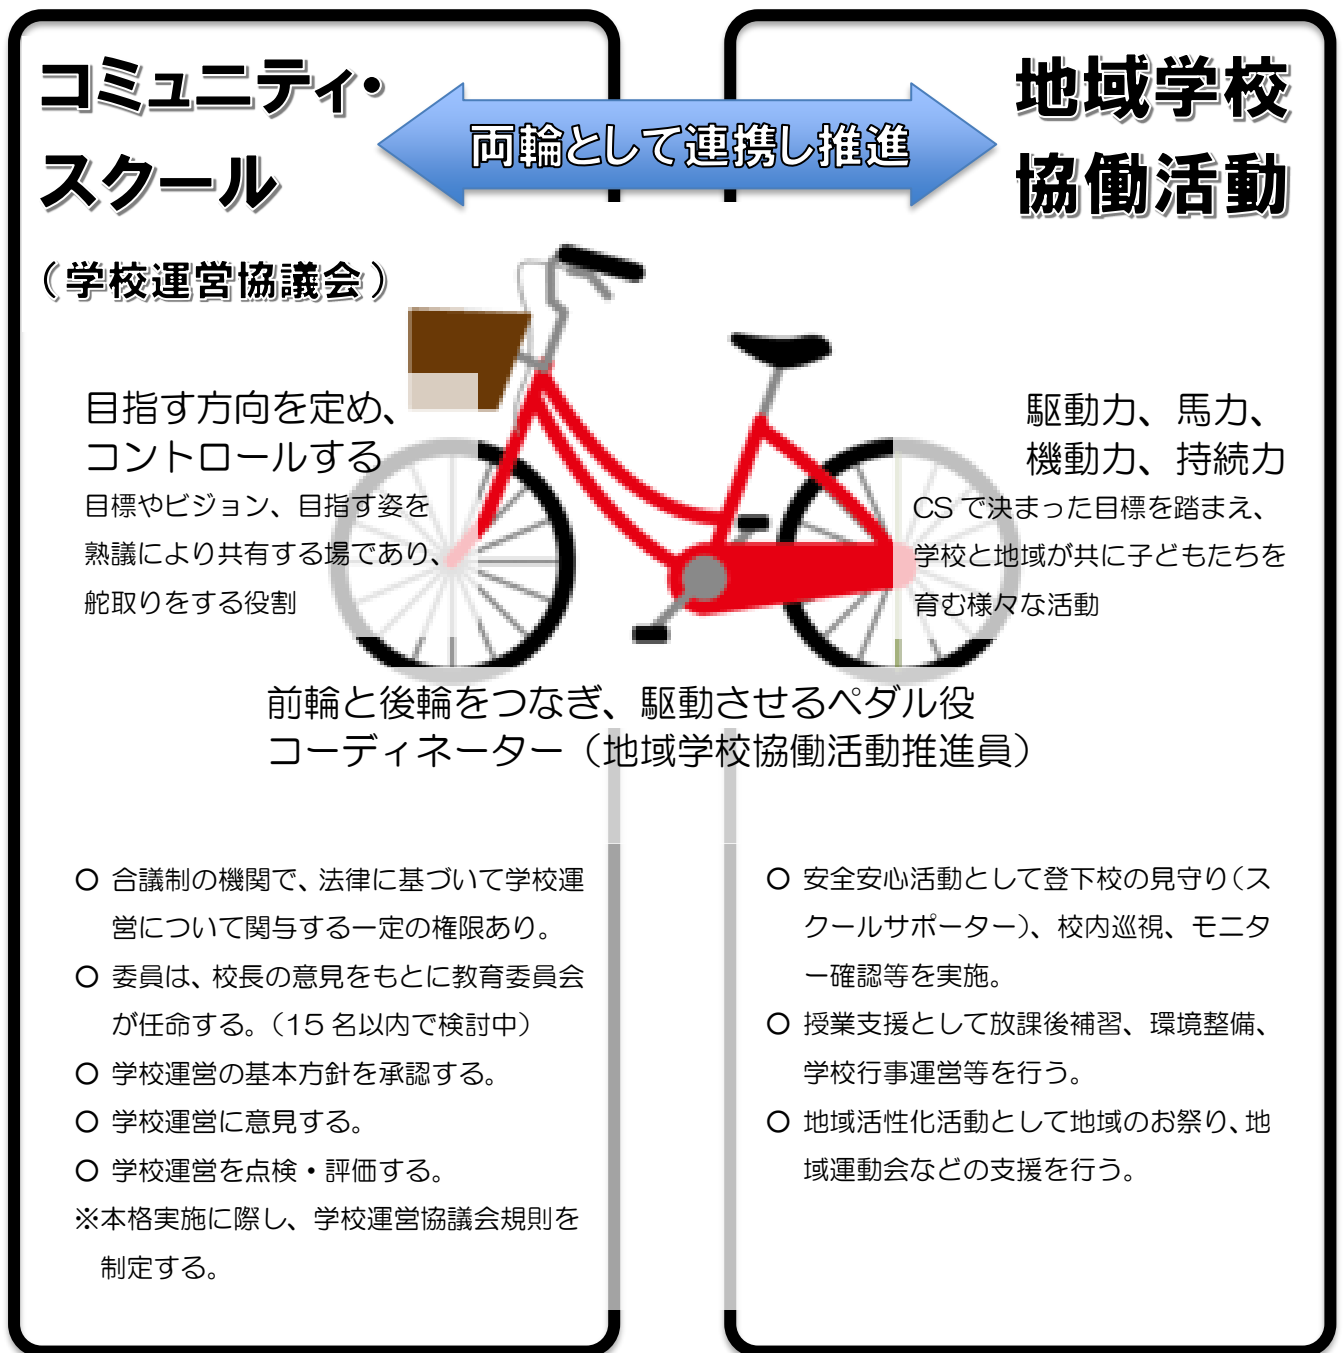 コミュニティ・
スクール
（学校運営協議会）
両輪として連携し推進
地域学校
協働活動
目指す方向を定め、
コントロールする
目標やビジョン、目指す姿を
熟議により共有する場であり、
舵取りをする役割
駆動力、馬力、
機動力、持続力
CSで決まった目標を踏まえ、
学校と地域が共に子どもたちを
育む様々な活動
前輪と後輪をつなぎ、駆動させるペダル役
コーディネーター（地域学校協働活動推進員）
〇 合議制の機関で、法律に基づいて学校運
営について関与する一定の権限あり。
〇 委員は、校長の意見をもとに教育委員会
が任命する。（15名以内で検討中）
〇 学校運営の基本方針を承認する。
〇 学校運営に意見する。
〇 学校運営を点検・評価する。
※本格実施に際し、学校運営協議会規則を
制定する。
〇 安全安心活動として登下校の見守り（ス
クールサポーター）、校内巡視、モニタ
ー確認等を実施。
〇 授業支援として放課後補習、環境整備、
学校行事運営等を行う。
〇 地域活性化活動として地域のお祭り、地
域運動会などの支援を行う。